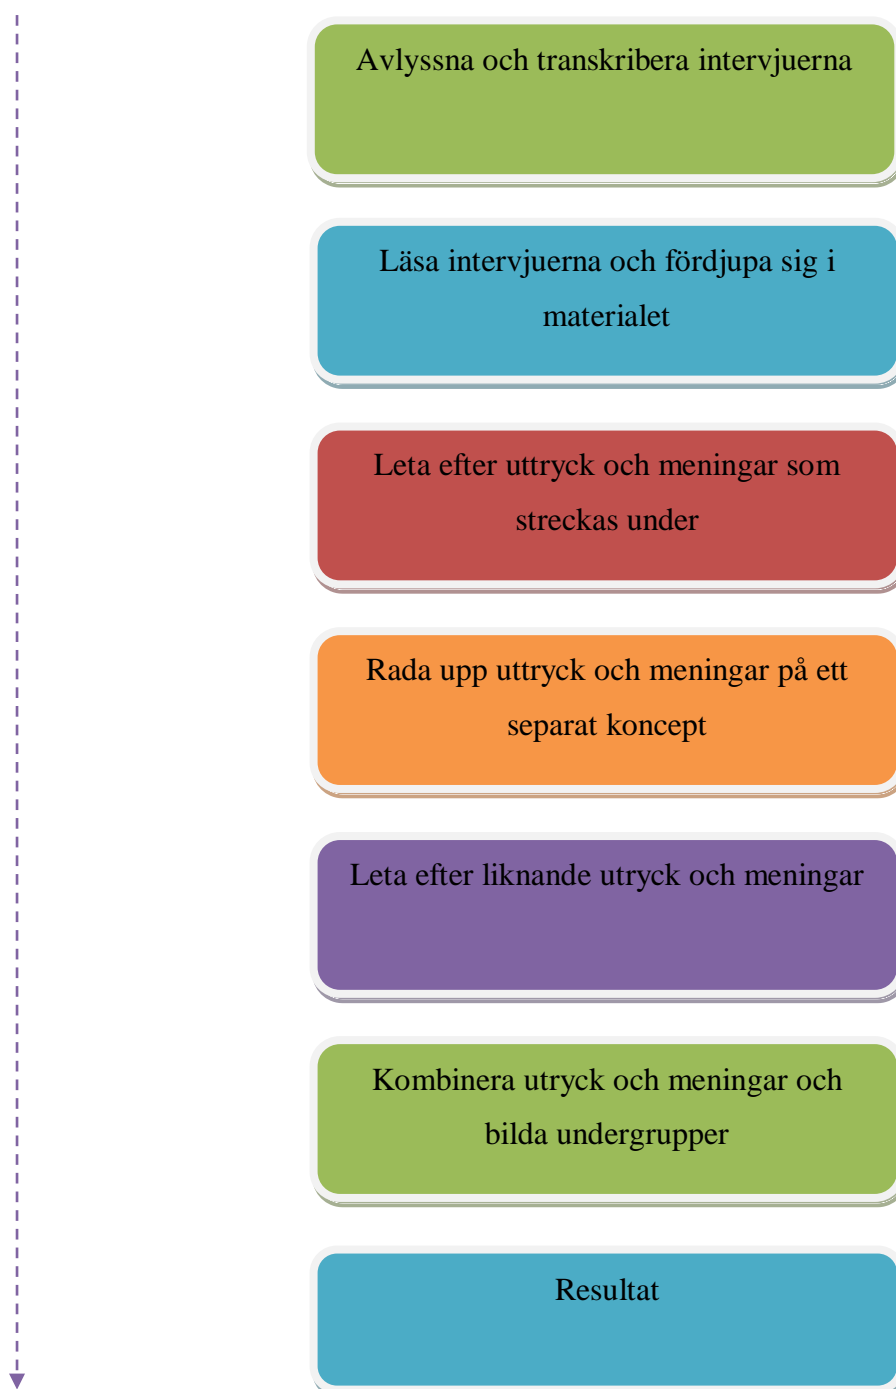 Avlyssna och transkribera intervjuerna
Läsa intervjuerna och fördjupa sig i
materialet
Leta efter uttryck och meningar som
streckas under
Rada upp uttryck och meningar på ett
separat koncept
Leta efter liknande utryck och meningar
Kombinera utryck och meningar och
bilda undergrupper
Resultat